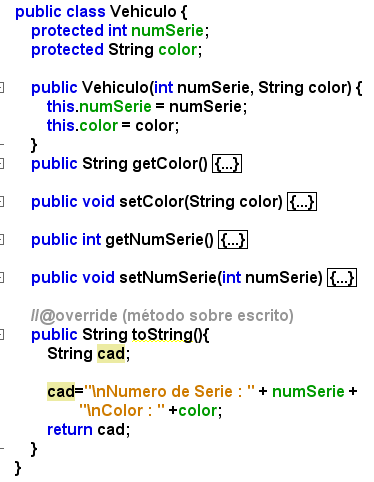 public class Vehiculo {
protected int numSerie;
protected String color;
public Vehiculo(int numSerie, String color) {
this.numSerie = numSerie;
this.color = color;
}
public String getColor() {...}
public void setColor(String color) {...}
public int getNumSerie() {...}
public void setNumSerie(int numSerie) {...}
//@override (método sobre escrito)
public String toString(){
String cad;
cad="\nNumero de Serie : " + numSerie +
"\nColor : " +color;
return cad;
}
}